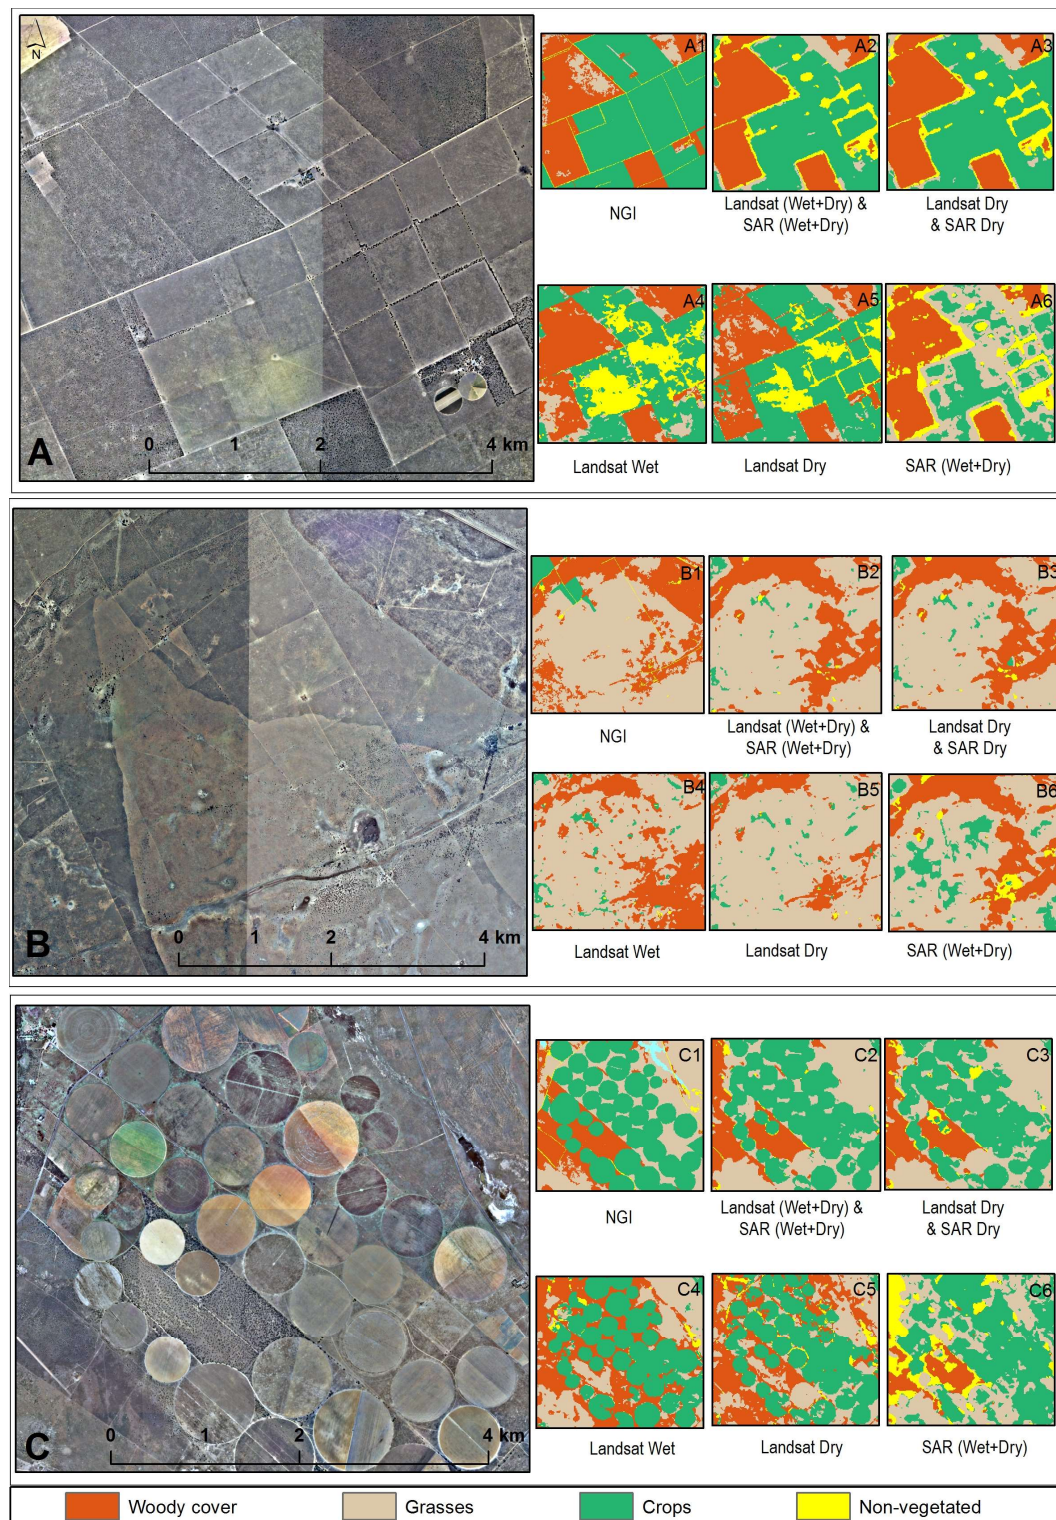 N
A
0 1 2 4 km
A1
NGI
A2
Landsat (Wet+Dry) &
SAR (Wet+Dry)
A3
Landsat Dry
& SAR Dry
A4
Landsat Wet
A5
Landsat Dry
A6
SAR (Wet+Dry)
B
0 1 2 4 km
B1
NGI
B2
Landsat (Wet+Dry) &
SAR (Wet+Dry)
B3
Landsat Dry
& SAR Dry
B4
Landsat Wet
B5
Landsat Dry
B6
SAR (Wet+Dry)
C
0 1 2 4 km
C1
NGI
C2
Landsat (Wet+Dry) &
SAR (Wet+Dry)
C3
Landsat Dry
& SAR Dry
C4
Landsat Wet
C5
Landsat Dry
C6
SAR (Wet+Dry)
Woody cover
Grasses
Crops
Non-vegetated